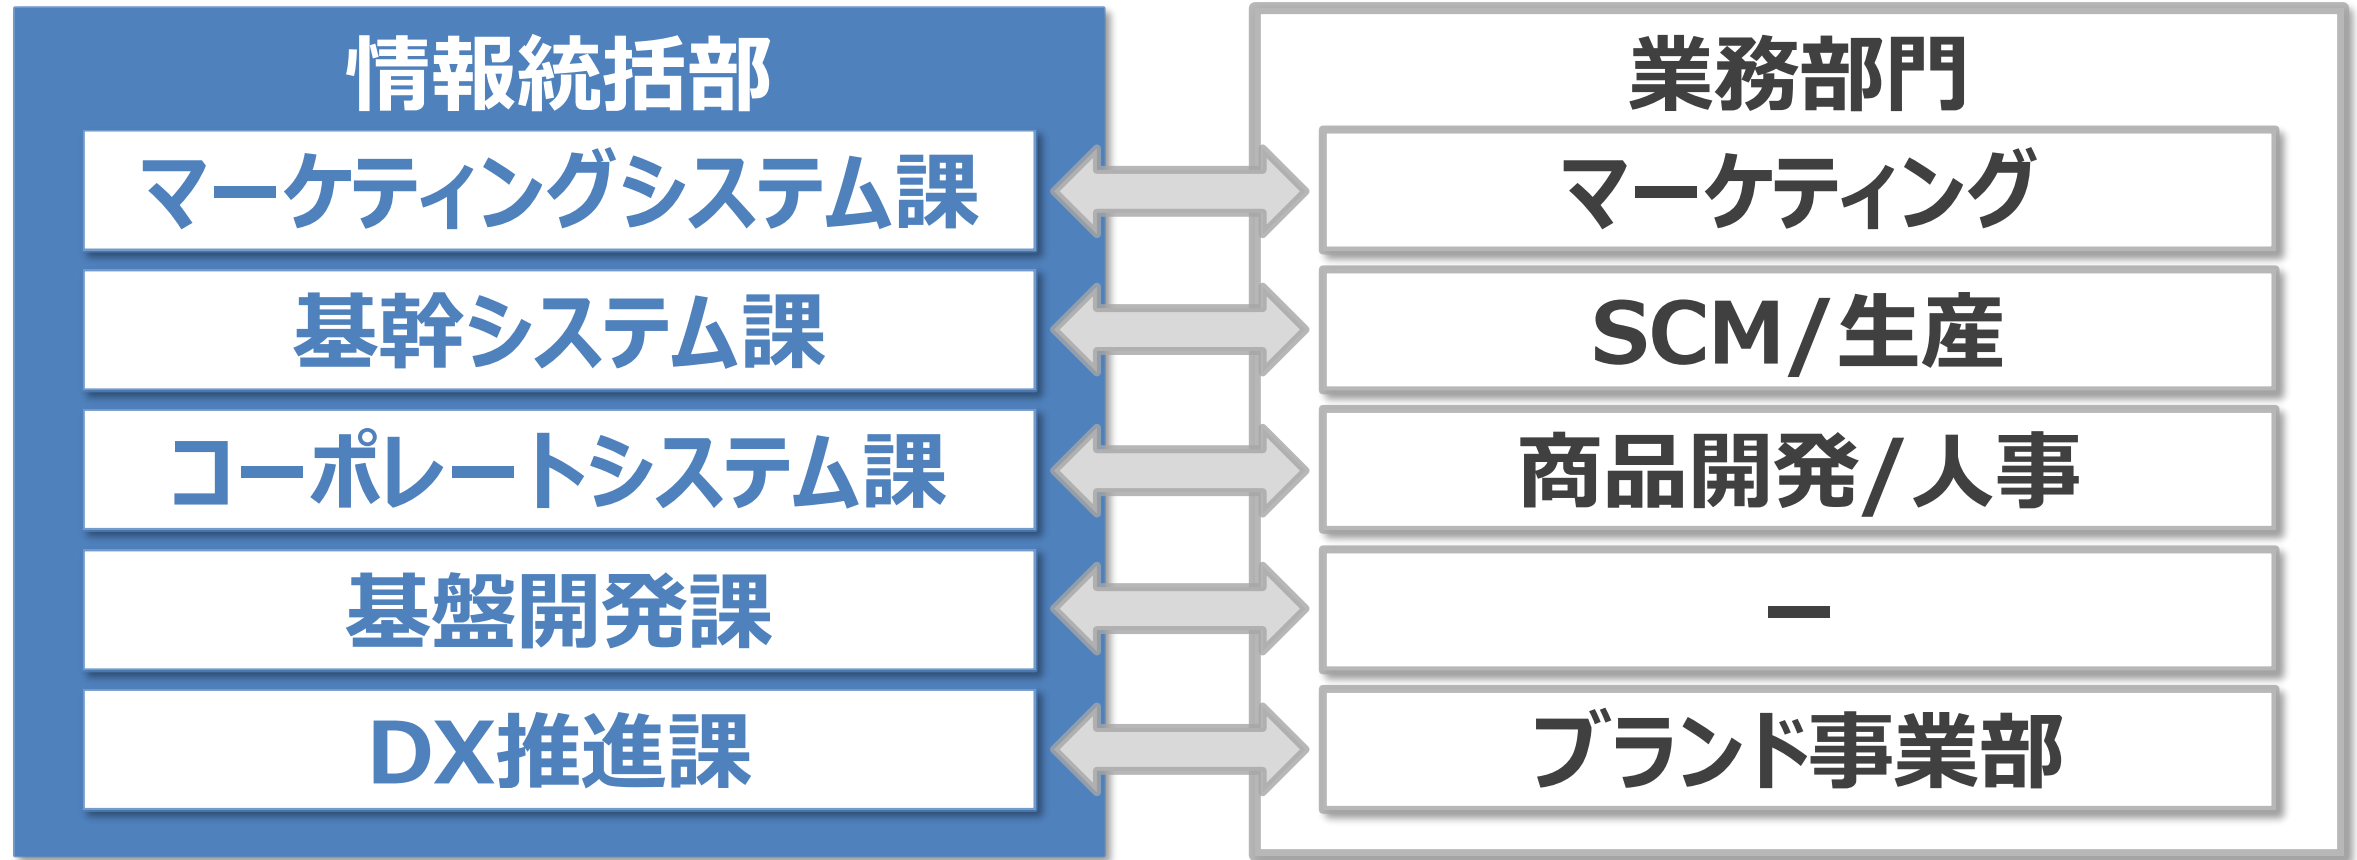 情報統括部
マーケティングシステム課
基幹システム課
コーポレートシステム課
基盤開発課
DX推進課
業務部門
マーケティング
SCM/生産
商品開発/人事
ー
ブランド事業部